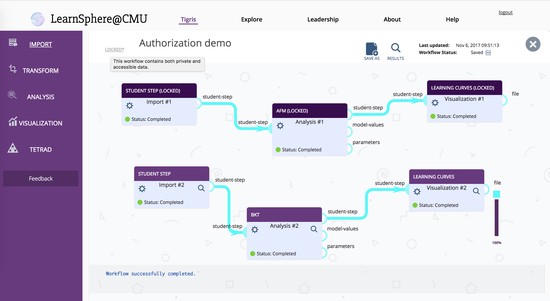 LearnSphere@CMU
Tigris
Explore
Leadership
About
Help
logout
IMPORT
TRANSFORM
ANALYSIS
VISUALIZATION
TETRAD
Feedback
[LOCKED]
Authorization demo
This workflow contains both private and
accessible data.
SAVE AS
RESULTS
Last updated: Nov 6, 2017 09:51:13
Workflow Status: Saved
STUDENT STEP (LOCKED)
Import #1
Status: Completed
student-step
student-step
AFM (LOCKED)
Analysis #1
Status: Completed
student-step
model-values
parameters
student-step
LEARNING CURVES (LOCKED)
Visualization #1
Status: Completed
file
STUDENT STEP
Import #2
Status: Completed
student-step
student-step
BKT
Analysis #2
Status: Completed
student-step
model-values
parameters
student-step
LEARNING CURVES
Visualization #2
Status: Completed
file
100%
Workflow successfully completed.